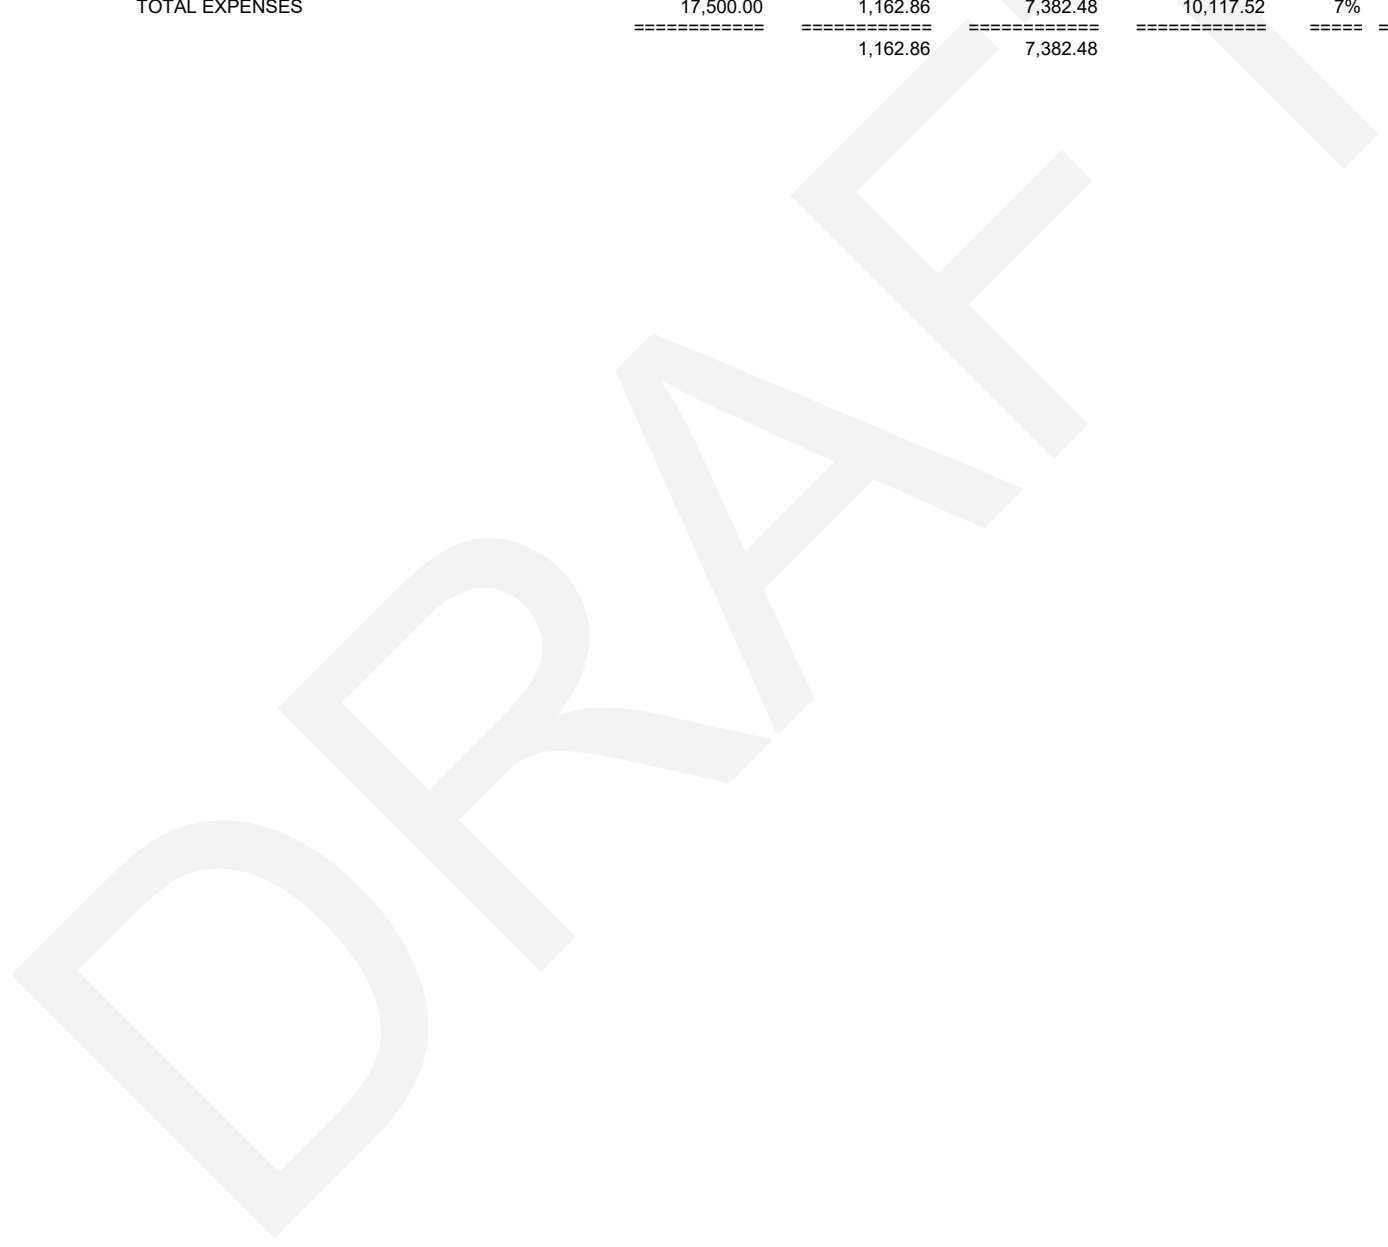 TOTAL EXPENSES 17,500.00 1,162.86 7,382.48 10,117.52 7%
============ ============ ============ ============ ===== =
1,162.86 7,382.48
DRAFT